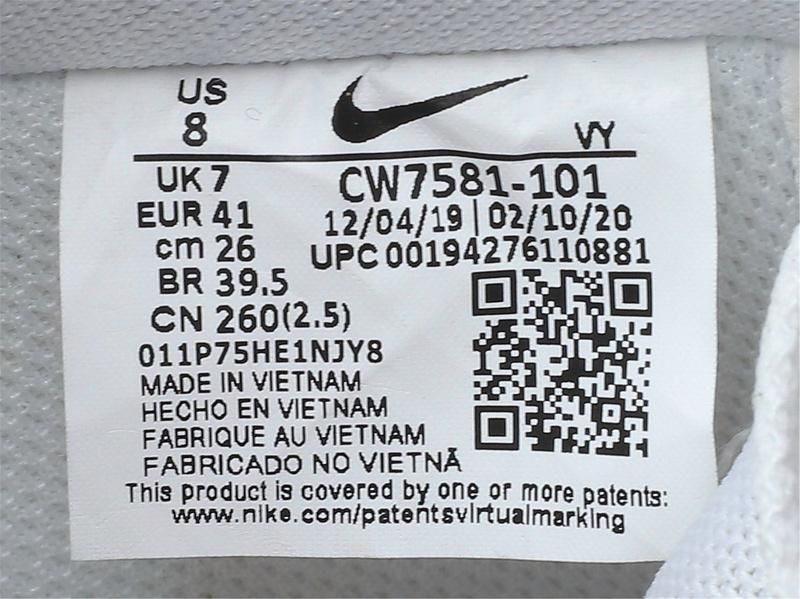 US
8
VY
UK 7
CW7581-101
EUR 41
12/04/19 | 02/10/20
cm 26
UPC 00194276110881
BR 39.5
CN 260(2.5)
011P75HE1NJY8
MADE IN VIETNAM
HECHO EN VIETNAM
FABRIQUE AU VIETNAM
FABRICADO NO VIETNÃ
This product is covered by one or more patents:
www.nike.com/patentsvirtualmarking